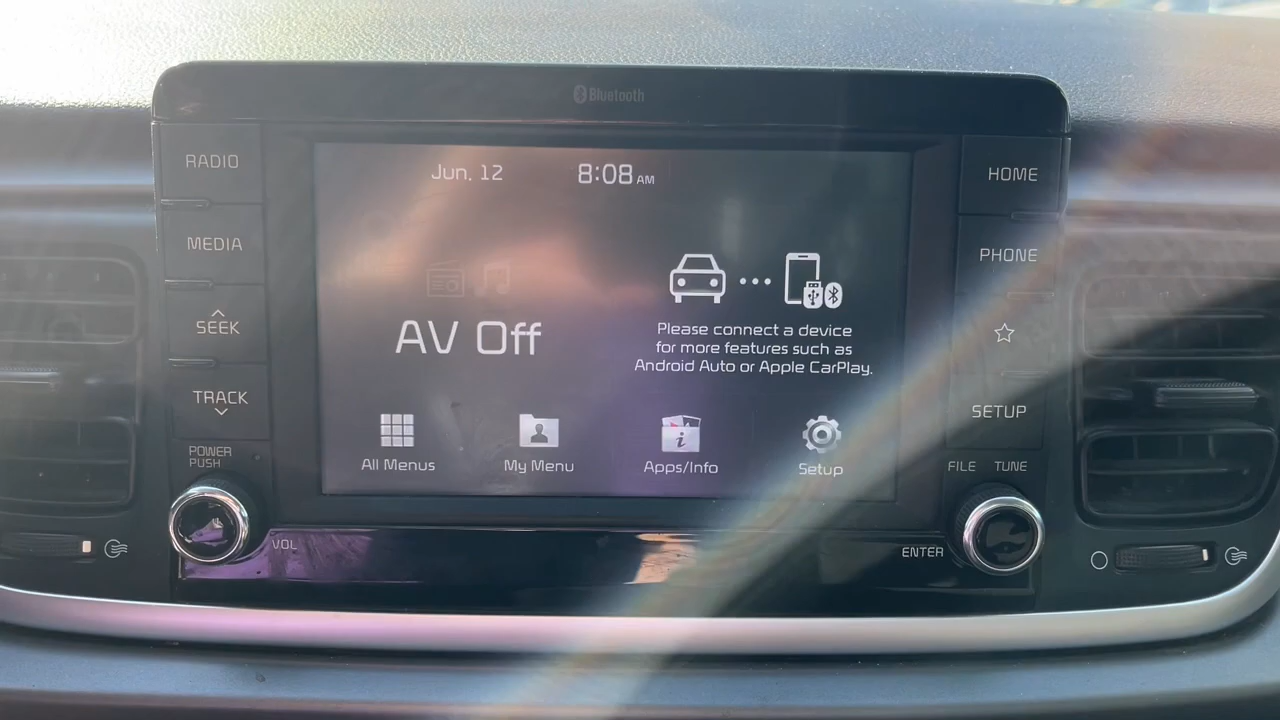 Bluetooth
RADIO
MEDIA
SEEK
TRACK
POWER
PUSH
VOL
Jun, 12
8:08 AM
AV Off
Please connect a device
for more features such as
Android Auto or Apple CarPlay.
All Menus
My Menu
Apps/Info
Setup
HOME
PHONE
SETUP
FILE TUNE
ENTER